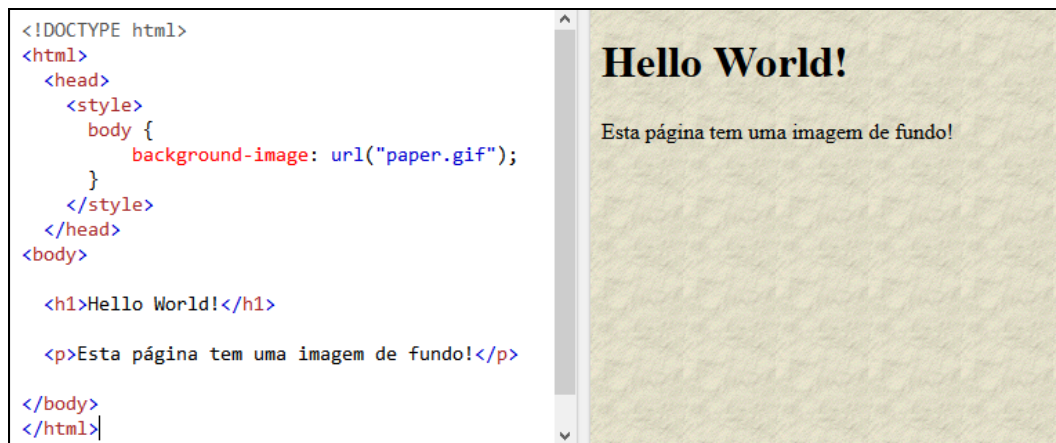 <!DOCTYPE html>
<html>
<head>
<style>
body {
background-image: url("paper.gif");
}
</style>
</head>
<body>
<h1>Hello World!</h1>
<p>Esta página tem uma imagem de fundo!</p>
</body>
</html>
Hello World!
Esta página tem uma imagem de fundo!